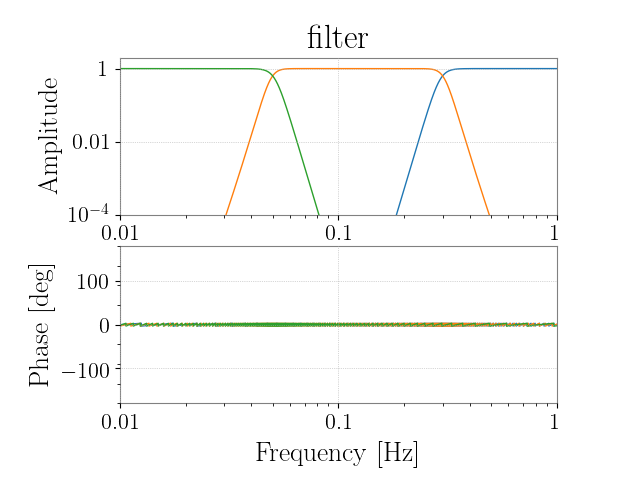 filter
Amplitude
1
0.01
10⁻⁴
0.01 0.1 1
Phase [deg]
100
0
−100
0.01 0.1 1
Frequency [Hz]